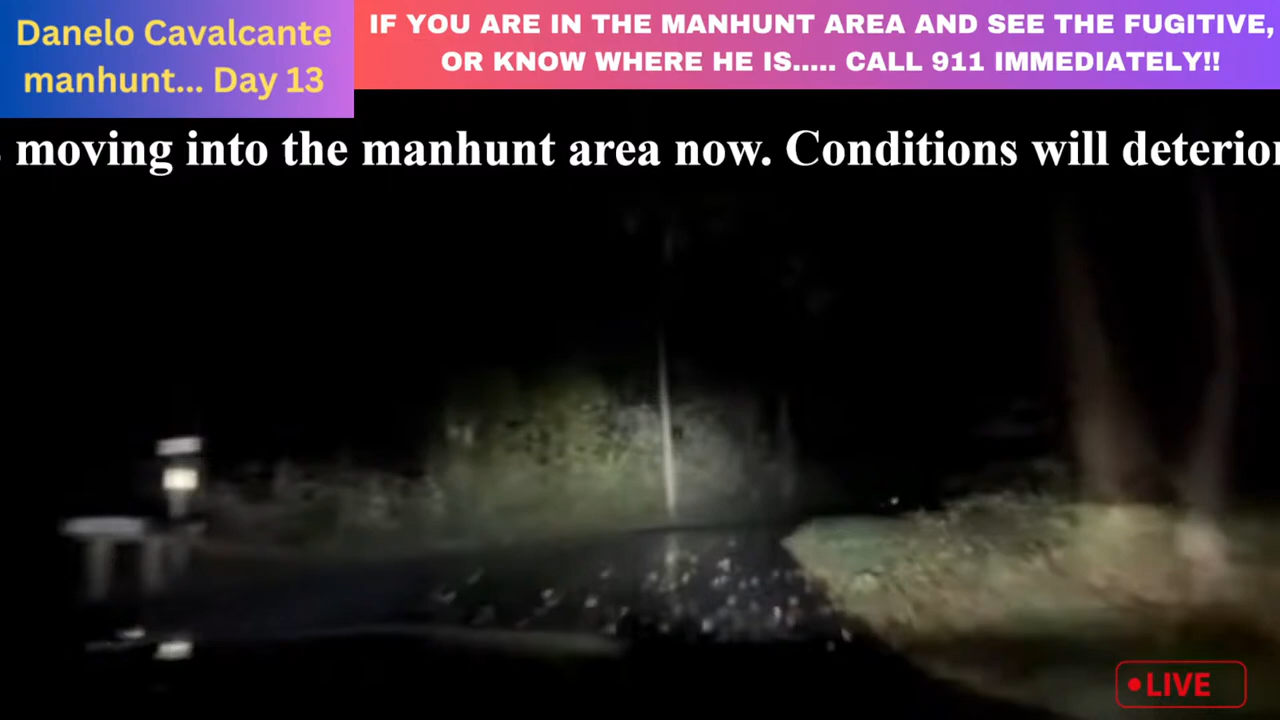 Danelo Cavalcante
manhunt... Day 13
IF YOU ARE IN THE MANHUNT AREA AND SEE THE FUGITIVE,
OR KNOW WHERE HE IS..... CALL 911 IMMEDIATELY!!
moving into the manhunt area now. Conditions will deterior
LIVE